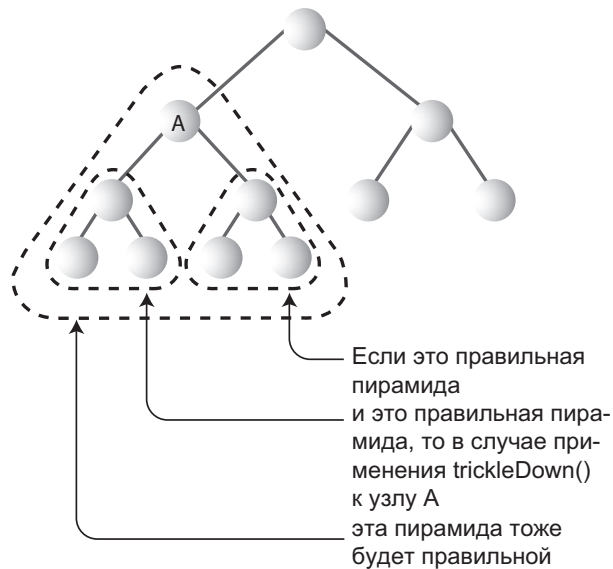 A
Если это правильная
пирамида
и это правильная пира-
мида, то в случае при-
менения trickleDown()
к узлу A
эта пирамида тоже
будет правильной